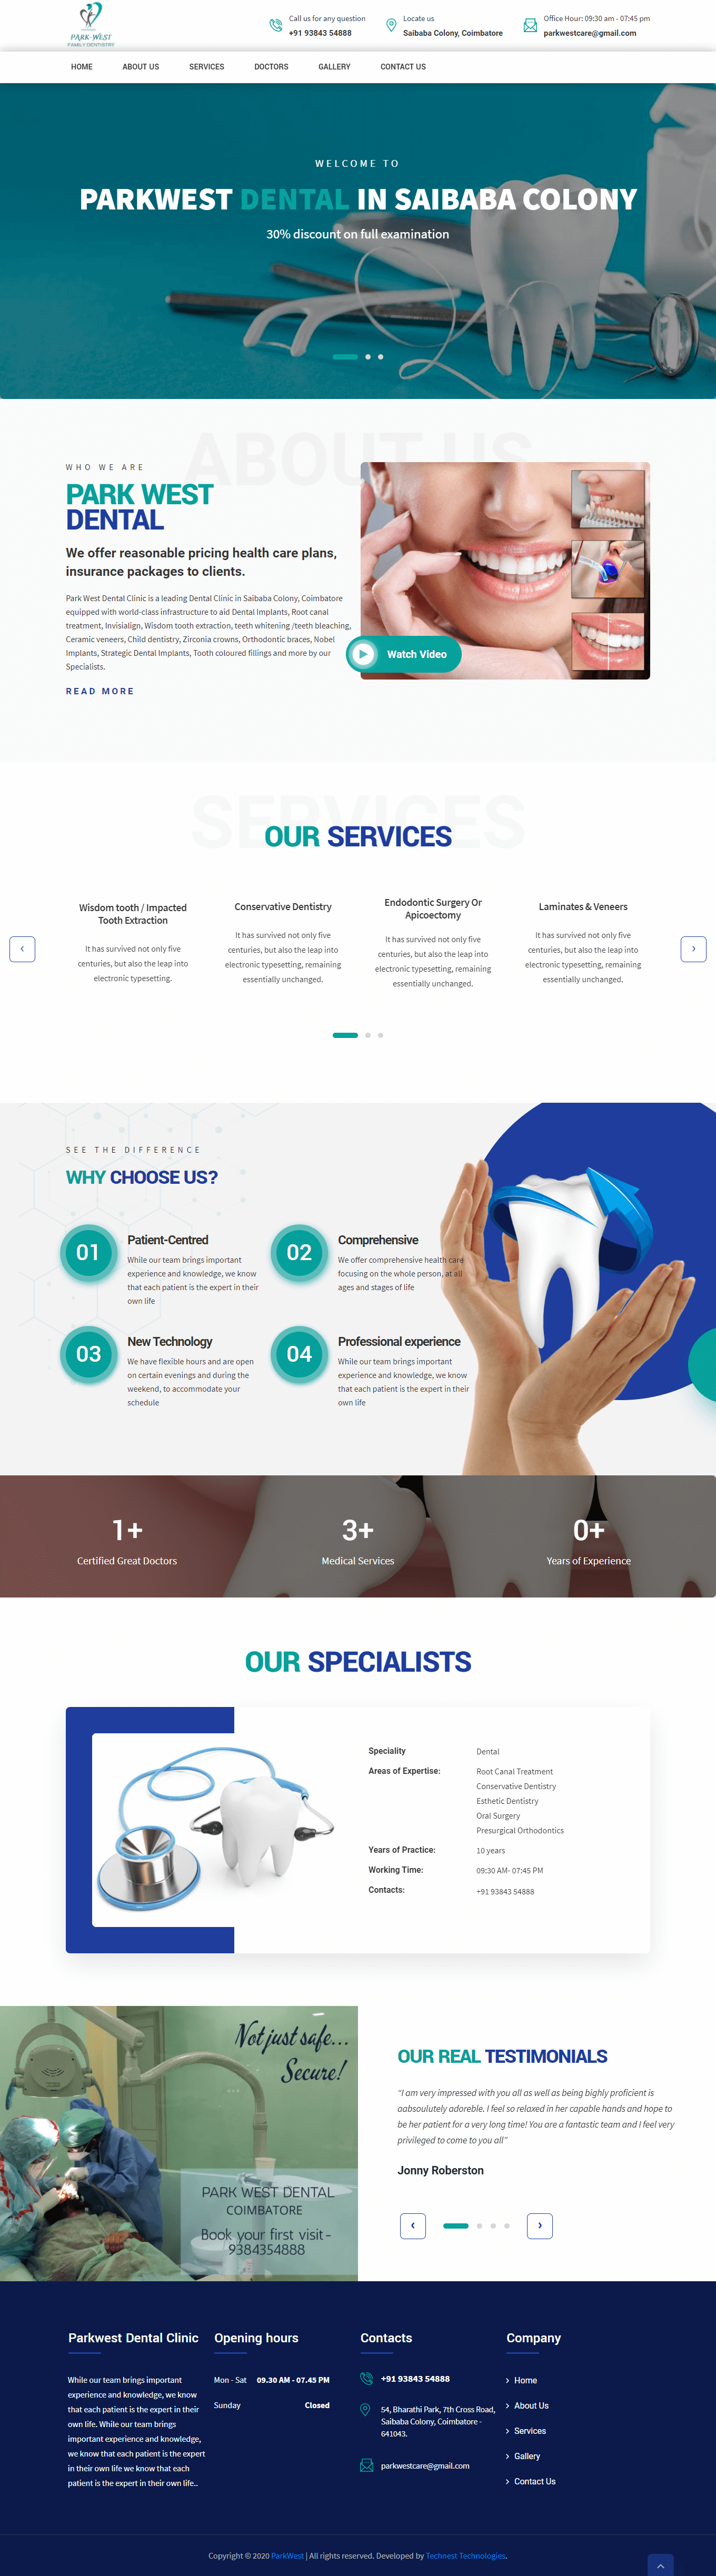 PARK-WEST
FAMILY DENTISTRY
Call us for any question
+91 93843 54888
Locate us
Saibaba Colony, Coimbatore
Office Hour: 09:30 am - 07:45 pm
parkwestcare@gmail.com
HOME ABOUT US SERVICES DOCTORS GALLERY CONTACT US
WELCOME TO
PARKWEST DENTAL IN SAIBABA COLONY
30% discount on full examination
ABOUT US
WHO WE ARE
PARK WEST
DENTAL
We offer reasonable pricing health care plans,
insurance packages to clients.
Park West Dental Clinic is a leading Dental Clinic in Saibaba Colony, Coimbatore
equipped with world-class infrastructure to aid Dental Implants, Root canal
treatment, Invisialign, Wisdom tooth extraction, teeth whitening /teeth bleaching,
Ceramic veneers, Child dentistry, Zirconia crowns, Orthodontic braces, Nobel
Implants, Strategic Dental Implants, Tooth coloured fillings and more by our
Specialists.
READ MORE
Watch Video
SERVICES
OUR SERVICES
Wisdom tooth / Impacted
Tooth Extraction
It has survived not only five
centuries, but also the leap into
electronic typesetting.
Conservative Dentistry
It has survived not only five
centuries, but also the leap into
electronic typesetting, remaining
essentially unchanged.
Endodontic Surgery Or
Apicoectomy
It has survived not only five
centuries, but also the leap into
electronic typesetting, remaining
essentially unchanged.
Laminates & Veneers
It has survived not only five
centuries, but also the leap into
electronic typesetting, remaining
essentially unchanged.
SEE THE DIFFERENCE
WHY CHOOSE US?
01
Patient-Centred
While our team brings important
experience and knowledge, we know
that each patient is the expert in their
own life
02
Comprehensive
We offer comprehensive health care
focusing on the whole person, at all
ages and stages of life
03
New Technology
We have flexible hours and are open
on certain evenings and during the
weekend, to accommodate your
schedule
04
Professional experience
While our team brings important
experience and knowledge, we know
that each patient is the expert in their
own life
1+
Certified Great Doctors
3+
Medical Services
0+
Years of Experience
OUR SPECIALISTS
Speciality Dental
Areas of Expertise: Root Canal Treatment
Conservative Dentistry
Esthetic Dentistry
Oral Surgery
Presurgical Orthodontics
Years of Practice: 10 years
Working Time: 09:30 AM- 07:45 PM
Contacts: +91 93843 54888
Not just safe...
Secure!
PARK WEST DENTAL
COIMBATORE
Book your first visit-
9384354888
OUR REAL TESTIMONIALS
“I am very impressed with you all as well as being bighly proficient is
aabsoulutely adoreble. I feel so relaxed in her capable hands and hope to
be her patient for a very long time! You are a fantastic team and I feel very
privileged to come to you all”
Jonny Roberston
Parkwest Dental Clinic
While our team brings important
experience and knowledge, we know
that each patient is the expert in their
own life. While our team brings
important experience and knowledge,
we know that each patient is the expert
in their own life we know that each
patient is the expert in their own life..
Opening hours
Mon - Sat 09.30 AM - 07.45 PM
Sunday Closed
Contacts
+91 93843 54888
54, Bharathi Park, 7th Cross Road,
Saibaba Colony, Coimbatore -
641043.
parkwestcare@gmail.com
Company
Home
About Us
Services
Gallery
Contact Us
Copyright © 2020 ParkWest | All rights reserved. Developed by Technest Technologies.